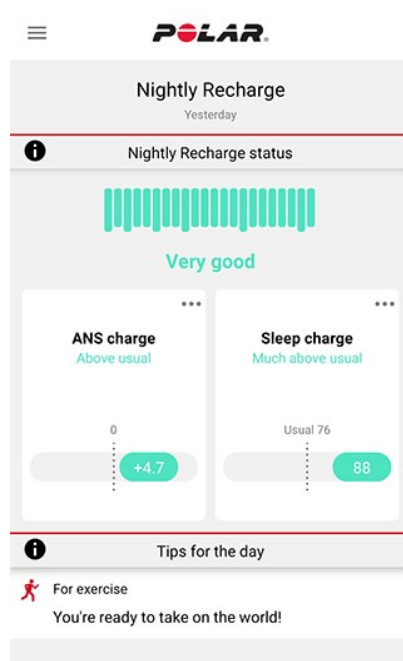 POLAR.
Nightly Recharge
Yesterday
Nightly Recharge status
Very good
ANS charge
Above usual
0
+4.7
Sleep charge
Much above usual
Usual 76
88
Tips for the day
For exercise
You're ready to take on the world!